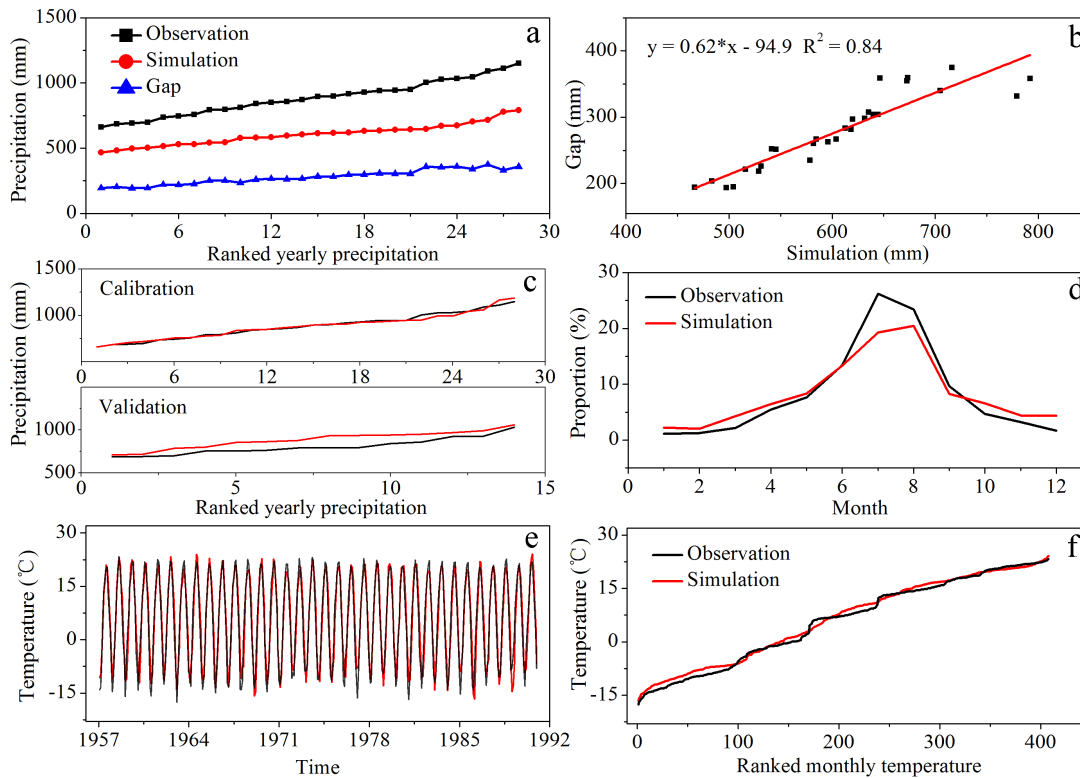 a
Observation
Simulation
Gap
Precipitation (mm)
1500
1000
500
0
0 6 12 18 24 30
Ranked yearly precipitation
b
y = 0.62*x - 94.9 R² = 0.84
Gap (mm)
400
300
200
400 500 600 700 800
Simulation (mm)
c
Calibration
Precipitation (mm)
1500
1000
0 6 12 18 24 30
Validation
1000
500
0 5 10 15
Ranked yearly precipitation
d
Observation
Simulation
Proportion (%)
30
20
10
0
0 2 4 6 8 10 12
Month
e
Temperature (℃)
30
15
0
-15
1957 1964 1971 1978 1985 1992
Time
f
Observation
Simulation
Temperature (℃)
30
15
0
-15
0 100 200 300 400
Ranked monthly temperature